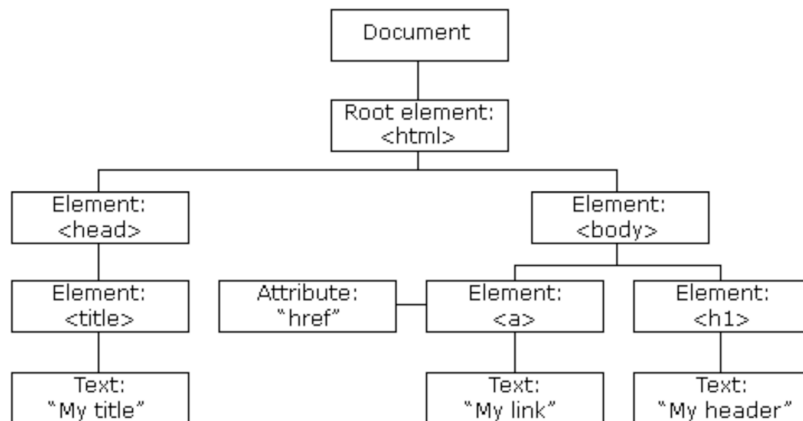 Document
Root element:
<html>
Element:
<head>
Element:
<body>
Element:
<title>
Attribute:
“href”
Element:
<a>
Element:
<h1>
Text:
“My title”
Text:
“My link”
Text:
“My header”